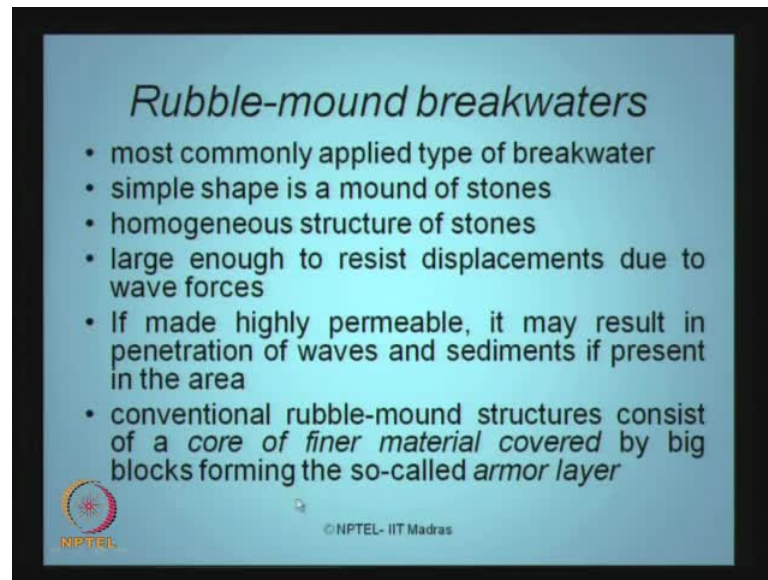 Rubble-mound breakwaters
• most commonly applied type of breakwater
• simple shape is a mound of stones
• homogeneous structure of stones
• large enough to resist displacements due to
wave forces
• If made highly permeable, it may result in
penetration of waves and sediments if present
in the area
• conventional rubble-mound structures consist
of a core of finer material covered by big
blocks forming the so-called armor layer
NPTEL
©NPTEL- IIT Madras